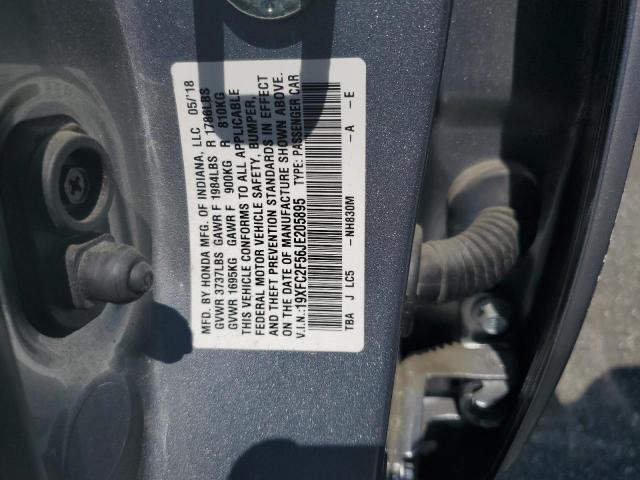 MFD. BY HONDA MFG. OF INDIANA, LLC 05/'18
GVWR 3737LBS GAWR F 1984LBS R 1786LBS
GVWR 1695KG GAWR F 900KG R 810KG
THIS VEHICLE CONFORMS TO ALL APPLICABLE
FEDERAL MOTOR VEHICLE SAFETY, BUMPER,
AND THEFT PREVENTION STANDARDS IN EFFECT
ON THE DATE OF MANUFACTURE SHOWN ABOVE.
V.I.N.:19XFC2F56JE205895 TYPE: PASSENGER CAR
TBA J LC5 -NH830M -A -E